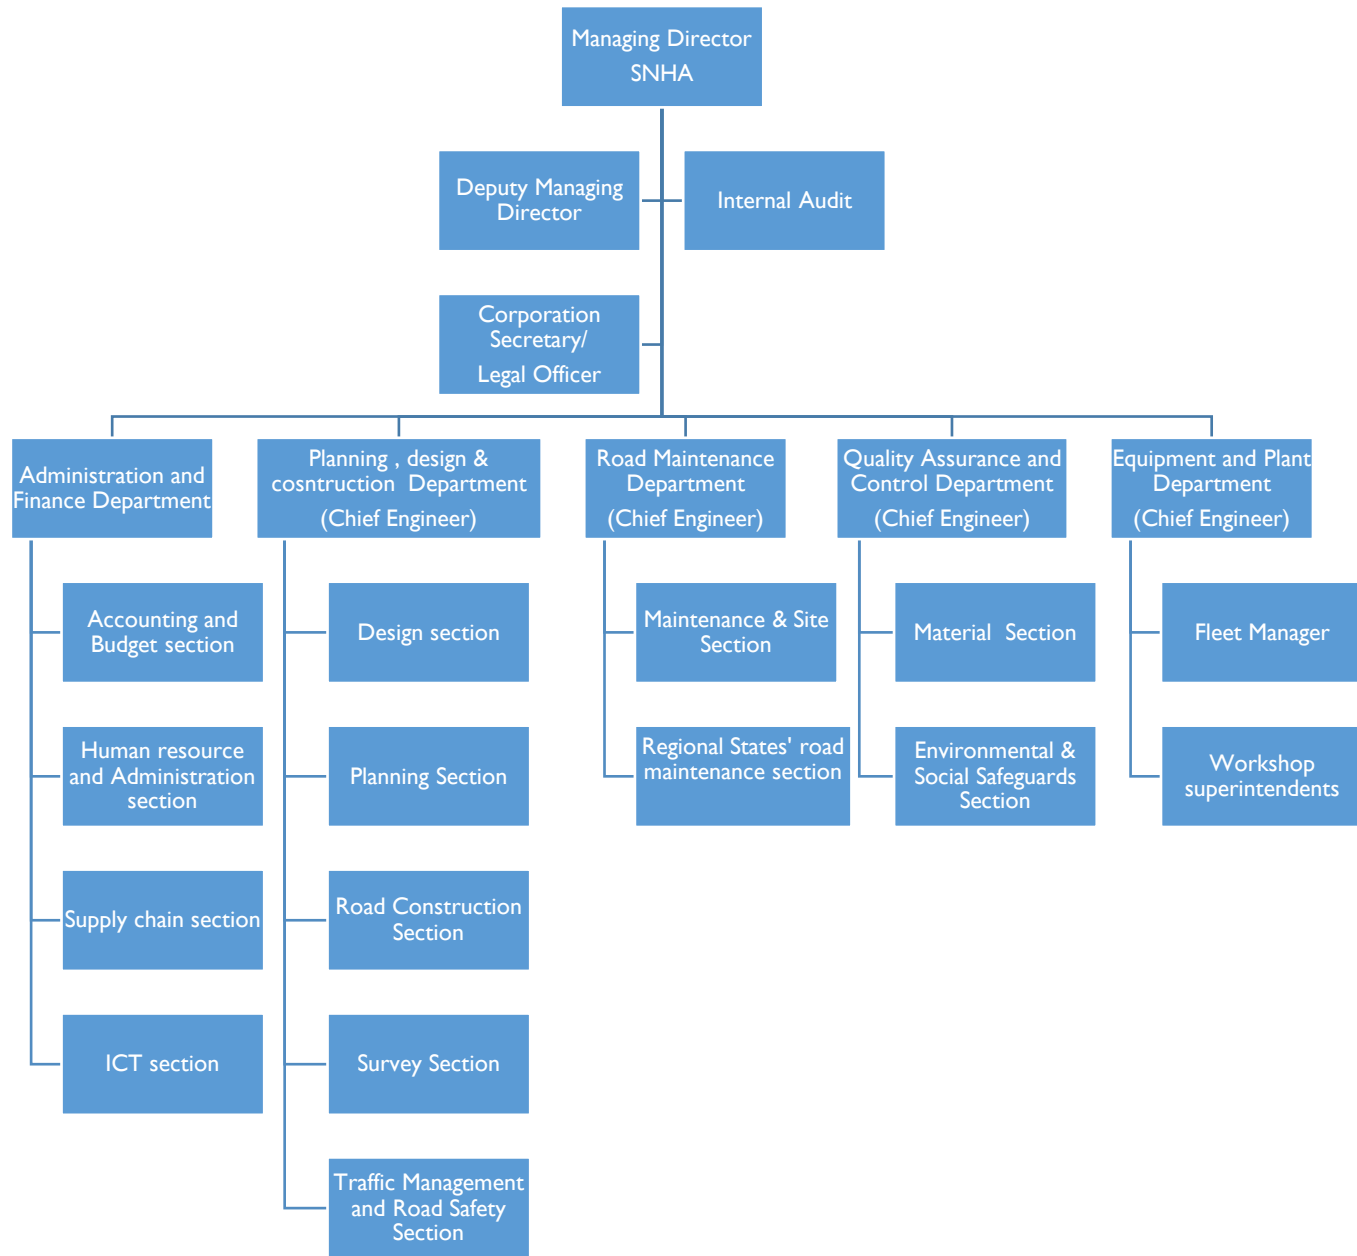 Managing Director
SNHA
Deputy Managing
Director
Internal Audit
Corporation
Secretary/
Legal Officer
Administration and
Finance Department
Planning , design &
cosntruction  Department
(Chief Engineer)
Road Maintenance
Department
(Chief Engineer)
Quality Assurance and
Control Department
(Chief Engineer)
Equipment and Plant
Department
(Chief Engineer)
Accounting and
Budget section
Human resource
and Administration
section
Supply chain section
ICT section
Design section
Planning Section
Road Construction
Section
Survey Section
Traffic Management
and Road Safety
Section
Maintenance & Site
Section
Regional States' road
maintenance section
Material  Section
Environmental &
Social Safeguards
Section
Fleet Manager
Workshop
superintendents